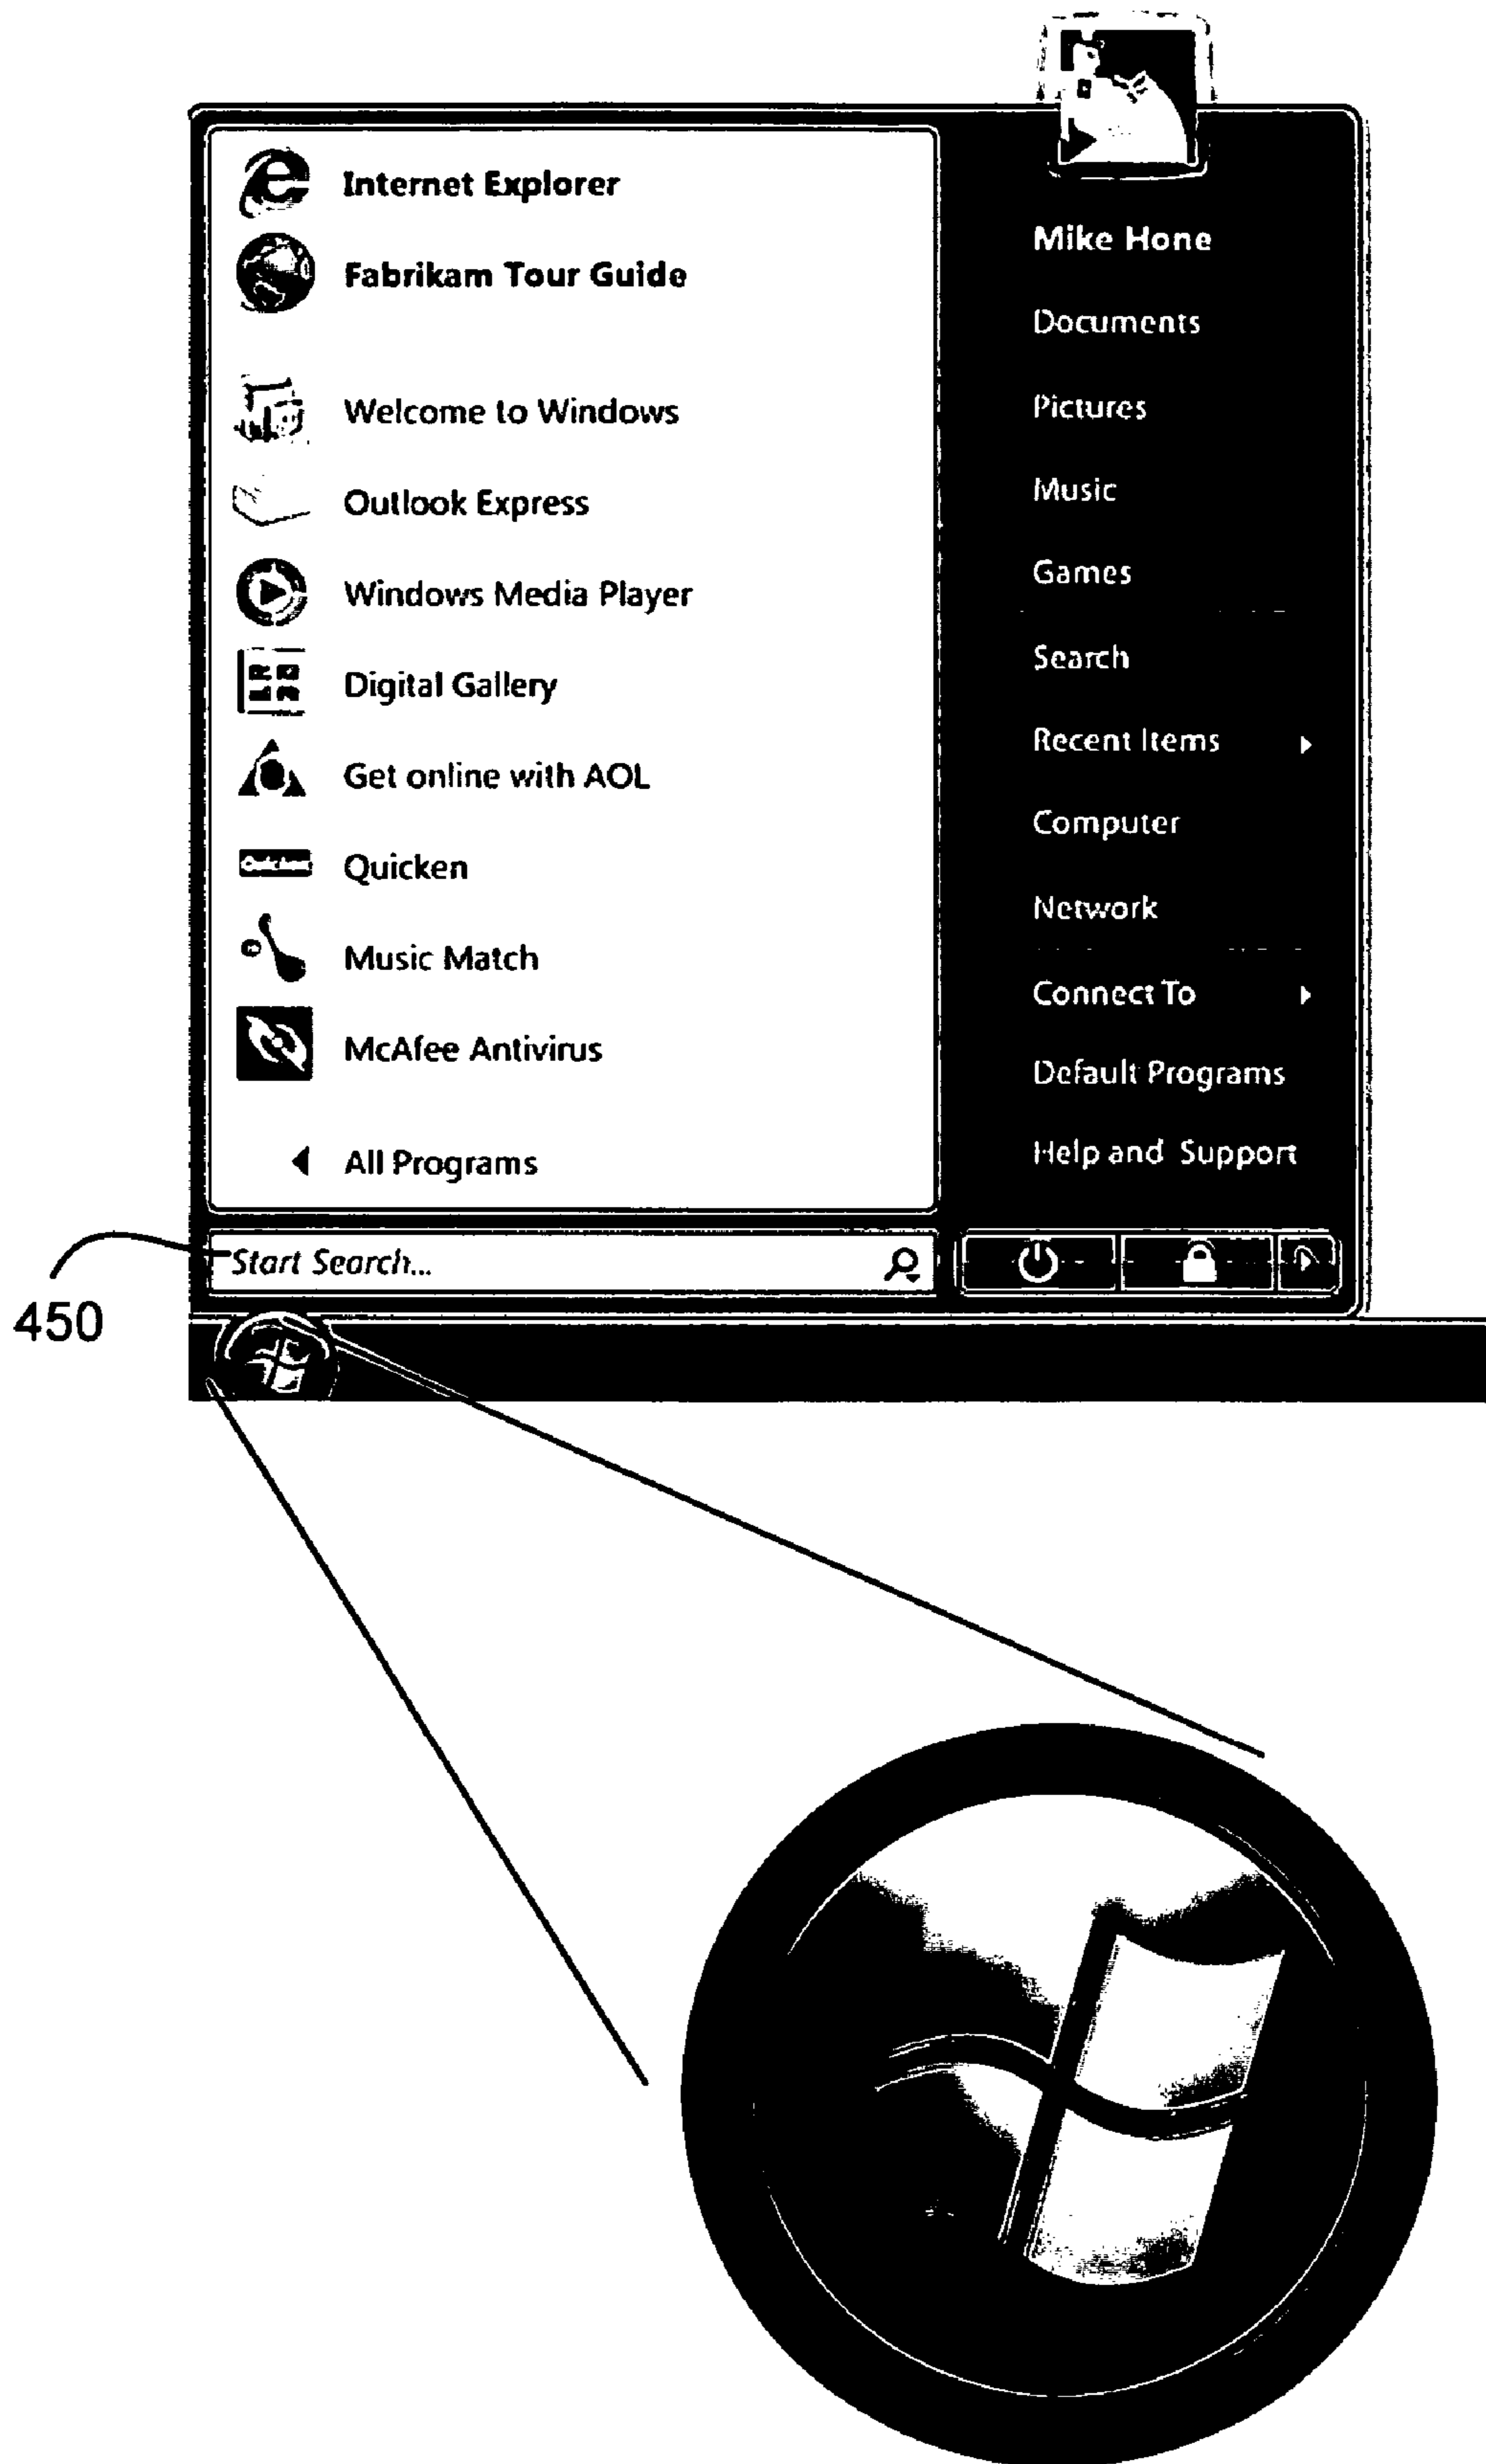 Internet Explorer
Fabrikam Tour Guide
Welcome to Windows
Outlook Express
Windows Media Player
Digital Gallery
Get online with AOL
Quicken
Quicken
Music Match
McAfee Antivirus
All Programs
Start Search...
Mike Hone
Documents
Pictures
Music
Games
Search
Recent Items
Computer
Network
Connect To
Default Programs
Help and Support
450